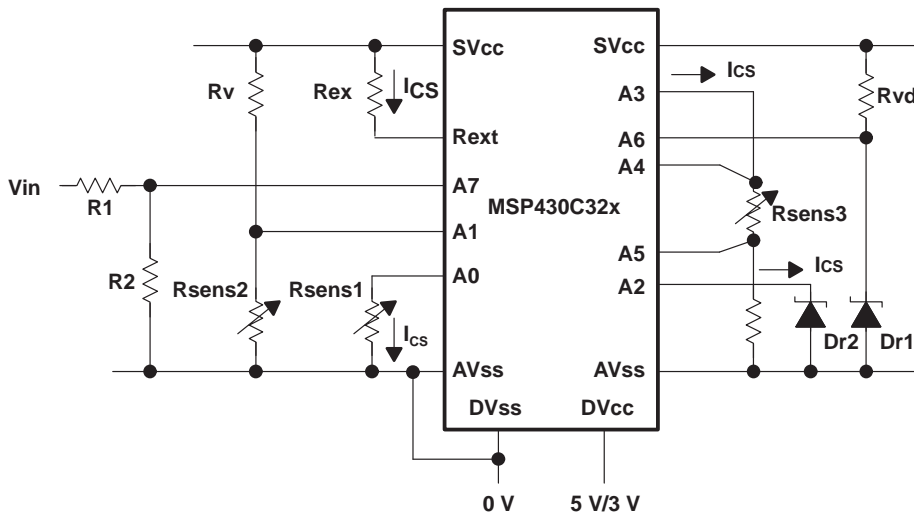 SVcc
SVcc
Rv
Rex
ICS
ICS
Rvd
A3
Rext
A6
A4
Vin
R1
A7
MSP430C32x
Rsens3
A1
A5
R2
Rsens2
Rsens1
A0
ICS
A2
ICS
Dr2
Dr1
AVss
AVss
DVss
DVcc
0 V
5 V/3 V